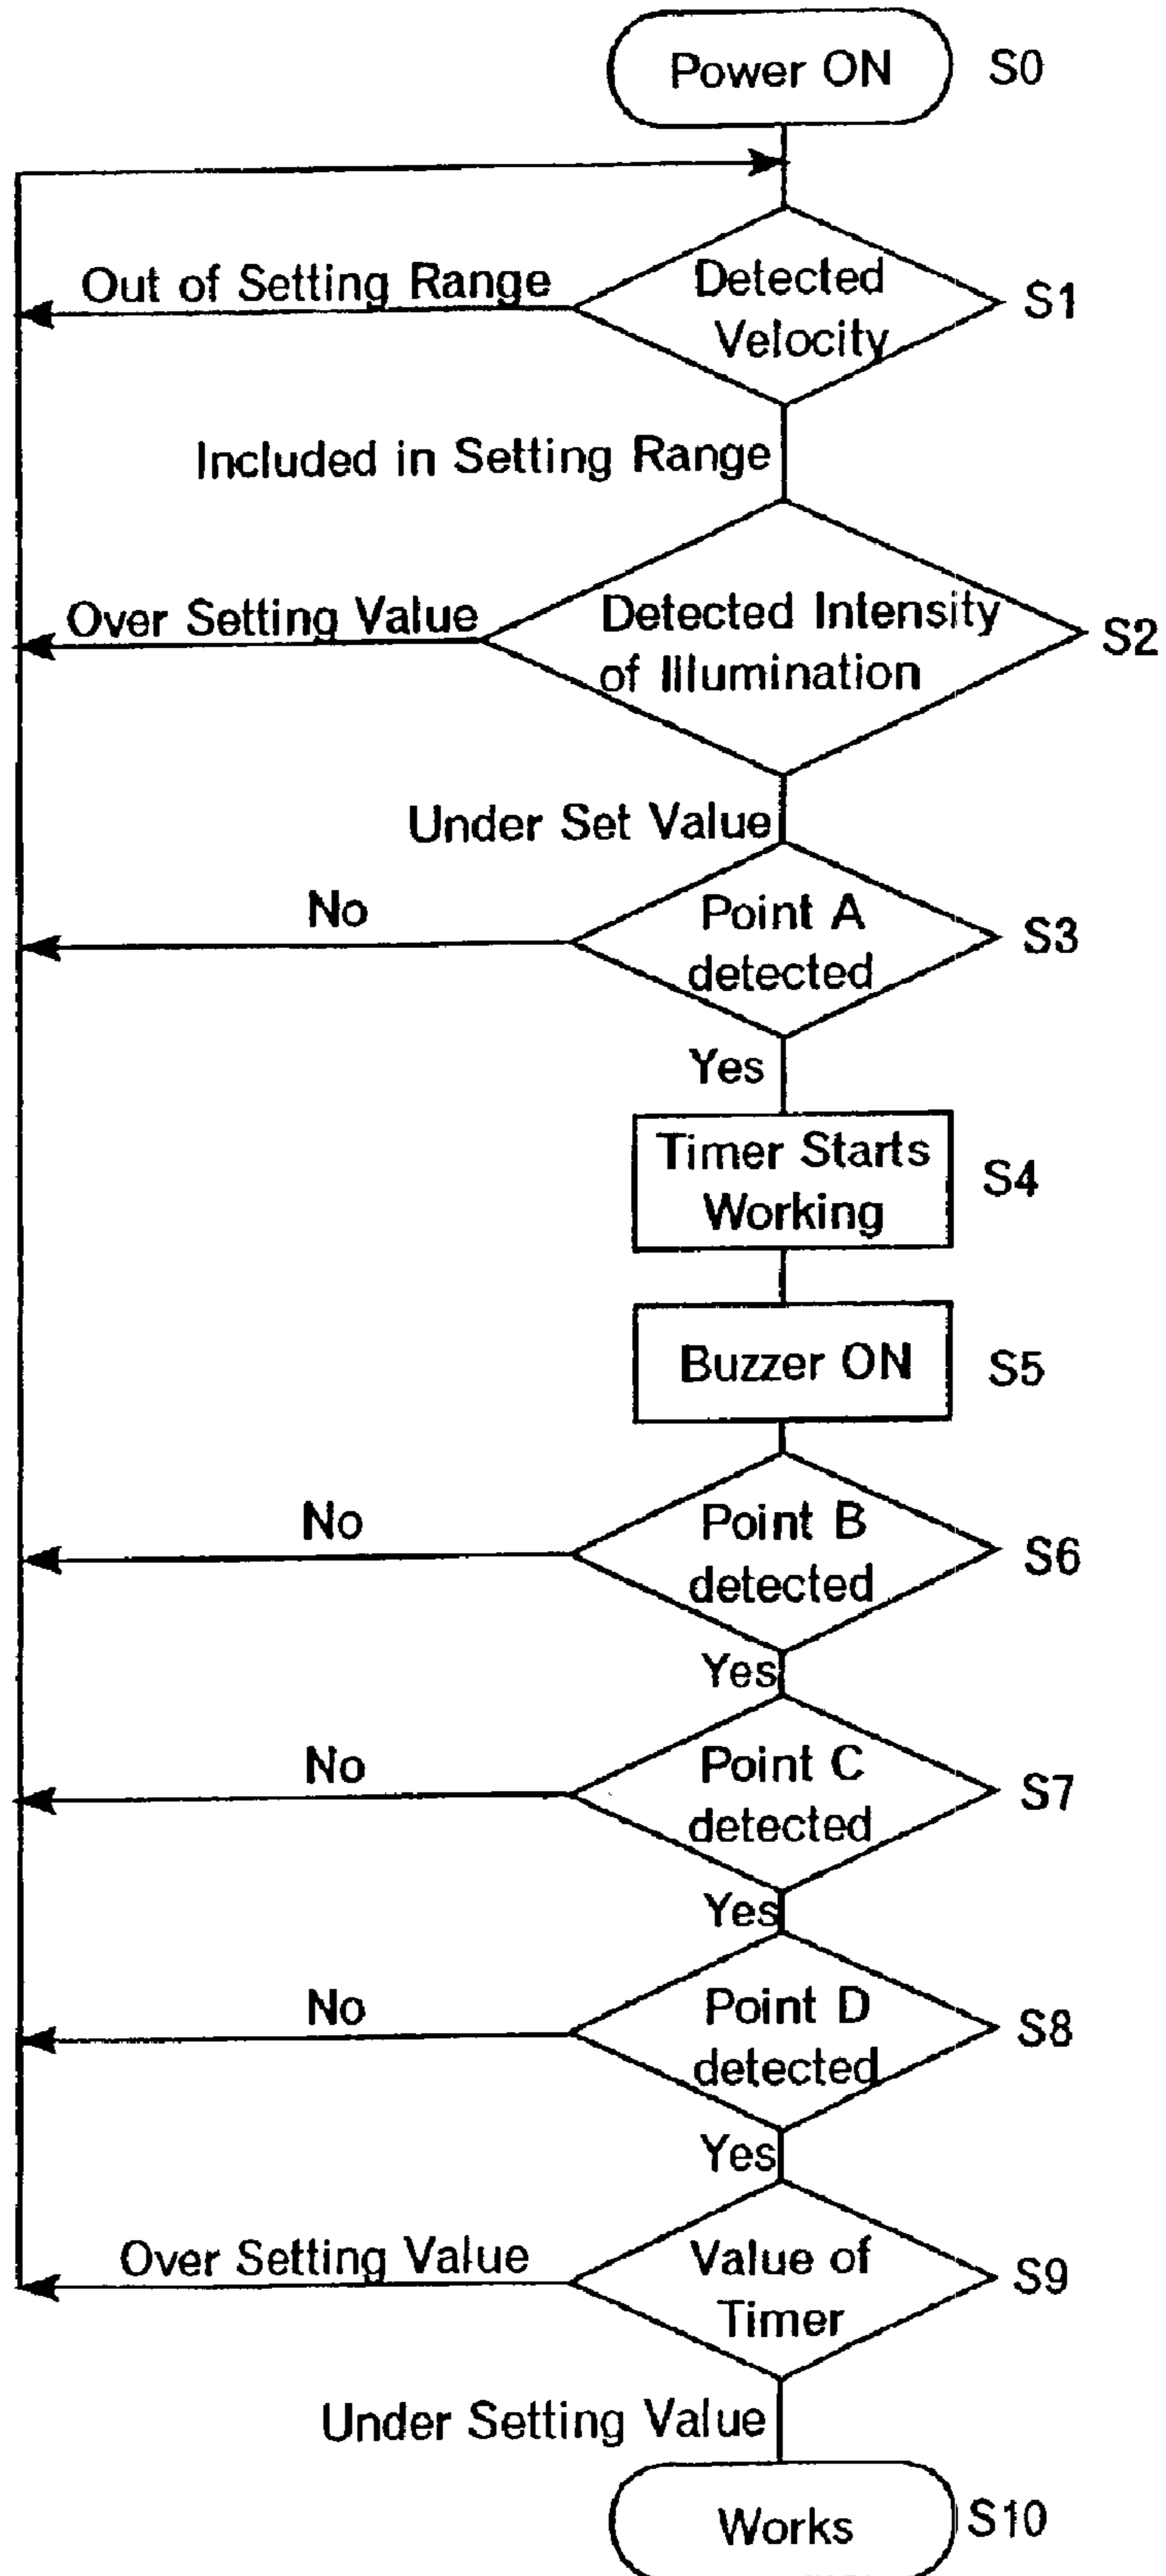 Power ON
S0
Out of Setting Range
Detected
Velocity
S1
Included in Setting Range
Over Setting Value
Detected Intensity
of Illumination
S2
Under Set Value
No
Point A
detected
S3
Yes
Timer Starts
Working
S4
Buzzer ON
S5
No
Point B
detected
S6
Yes
No
Point C
detected
S7
Yes
No
Point D
detected
S8
Yes
Over Setting Value
Value of
Timer
S9
Under Setting Value
Works
S10